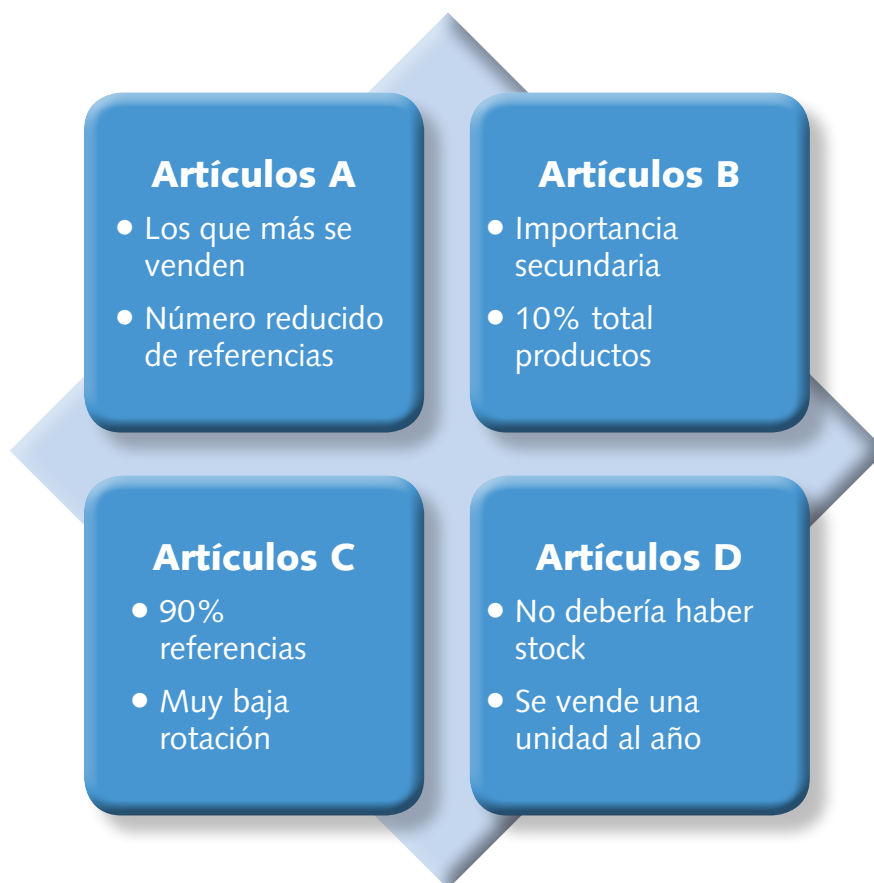 Artículos A
• Los que más se
venden
• Número reducido
de referencias
Artículos B
• Importancia
secundaria
• 10% total
productos
Artículos C
• 90%
referencias
• Muy baja
rotación
Artículos D
• No debería haber
stock
• Se vende una
unidad al año